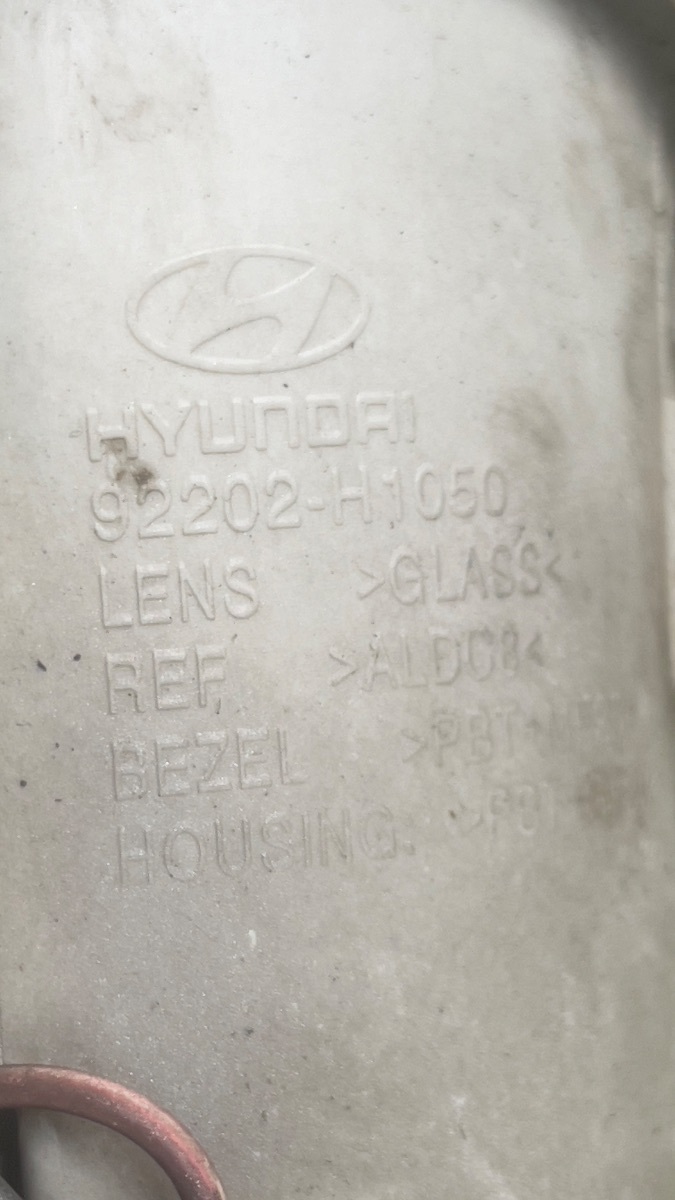 HYUNDAI
92202-H1050
LENS >GLASS<
REF >ALDC8<
BEZEL
HOUSING